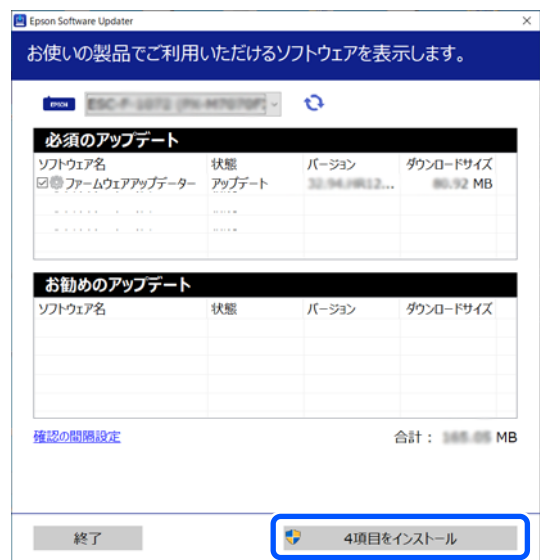 Epson Software Updater
お使いの製品でご利用いただけるソフトウェアを表示します。
EPSON
必須のアップデート
ソフトウェア名 状態 バージョン ダウンロードサイズ
ファームウェアアップデーター アップデート MB
お勧めのアップデート
ソフトウェア名 状態 バージョン ダウンロードサイズ
確認の間隔設定 合計： MB
終了 4項目をインストール